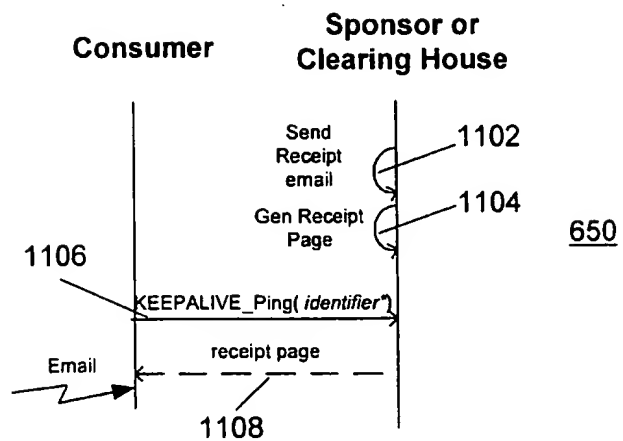 Consumer
Sponsor or
Clearing House
Send
Receipt
email
1102
Gen Receipt
Page
1104
650
1106
KEEPALIVE_Ping( identifier*)
receipt page
Email
1108